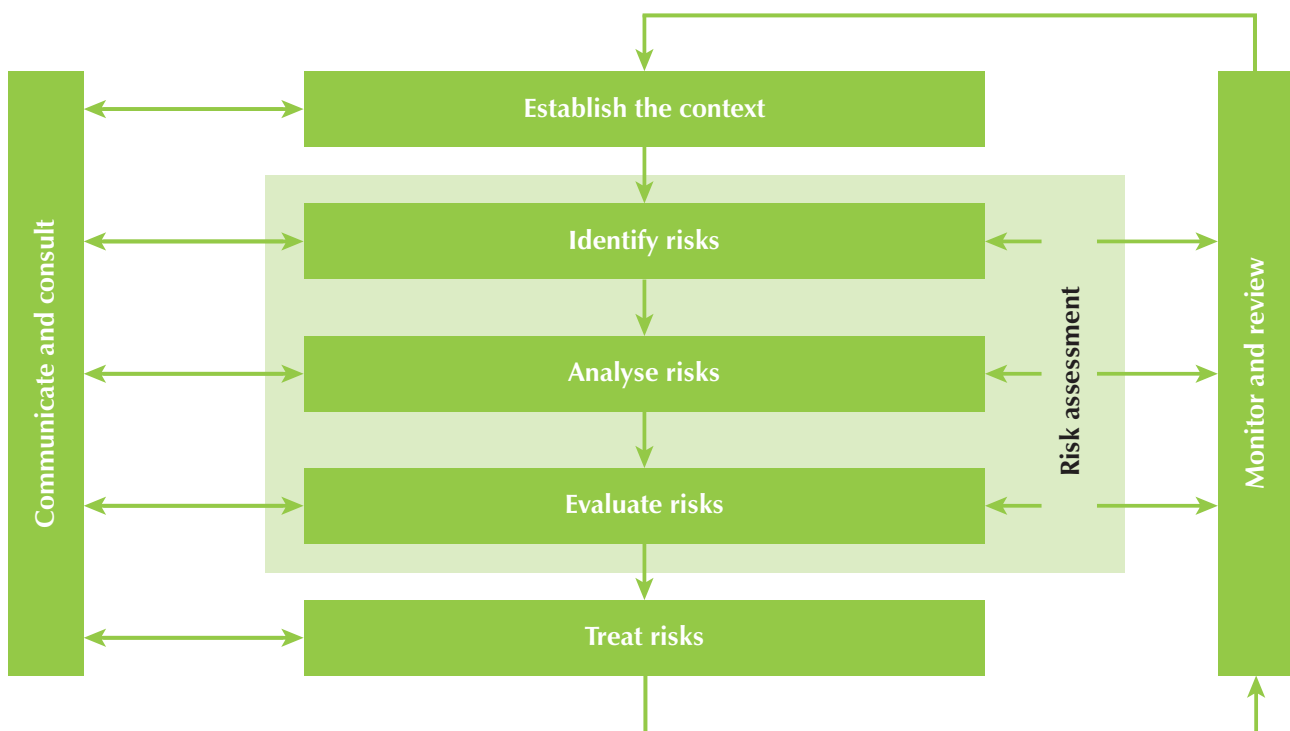 Establish the context
Communicate and consult
Identify risks
Analyse risks
Evaluate risks
Risk assessment
Monitor and review
Treat risks